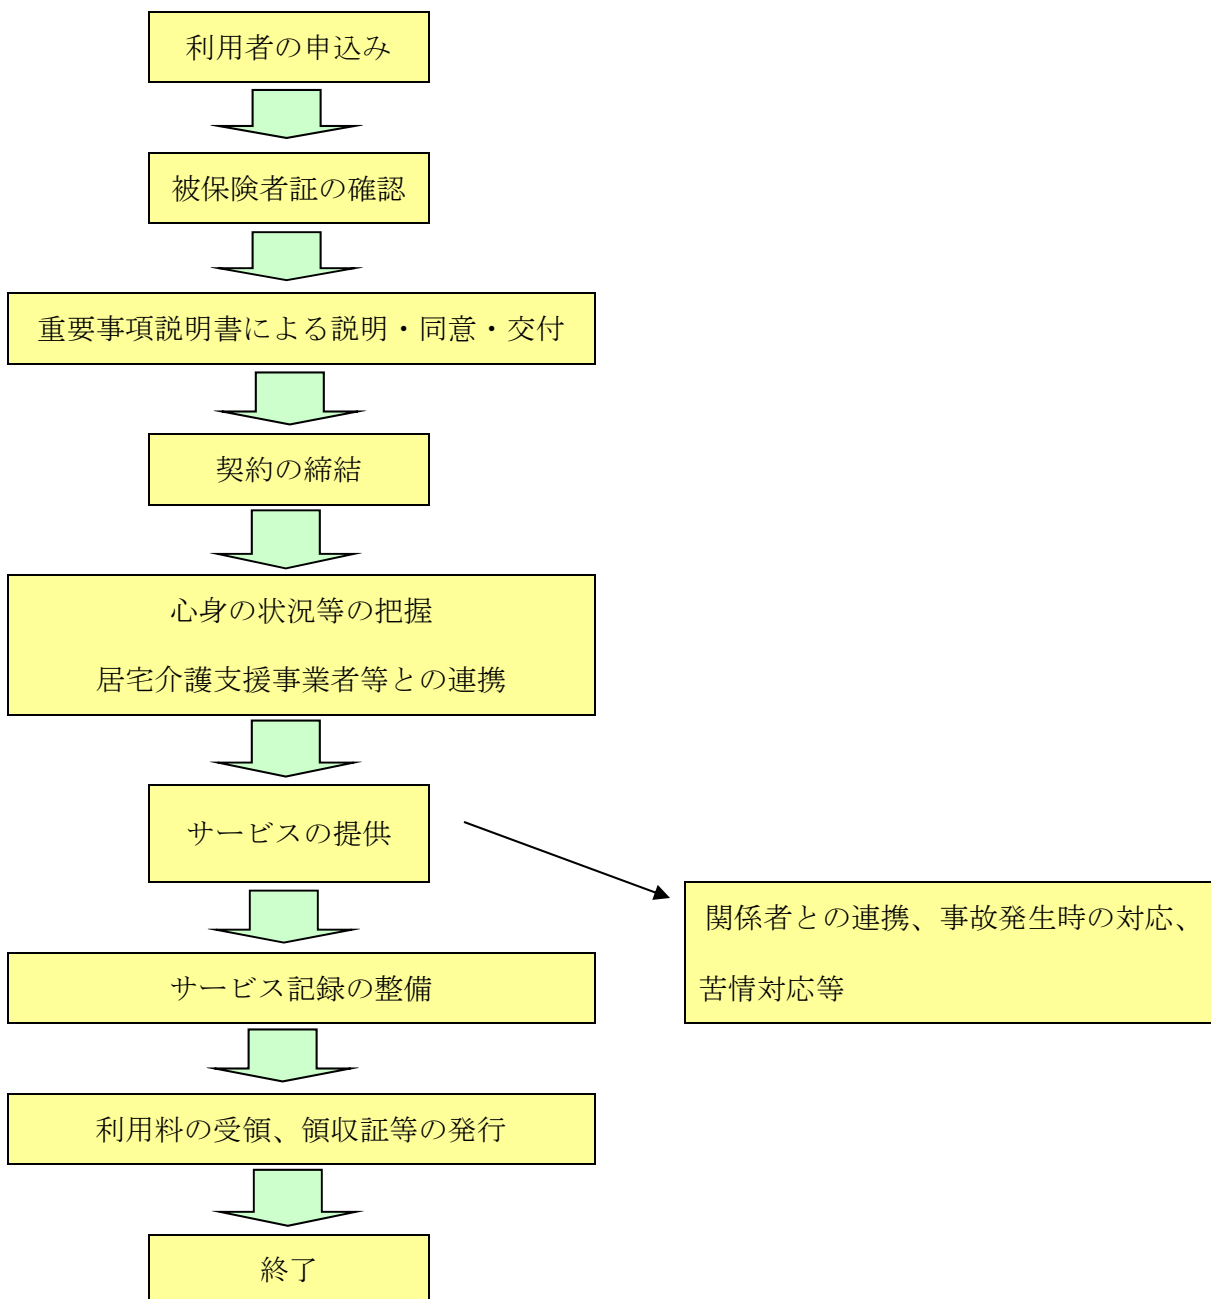 利用者の申込み
被保険者証の確認
重要事項説明書による説明・同意・交付
契約の締結
心身の状況等の把握
居宅介護支援事業者等との連携
サービスの提供
関係者との連携、事故発生時の対応、
苦情対応等
サービス記録の整備
利用料の受領、領収証等の発行
終了